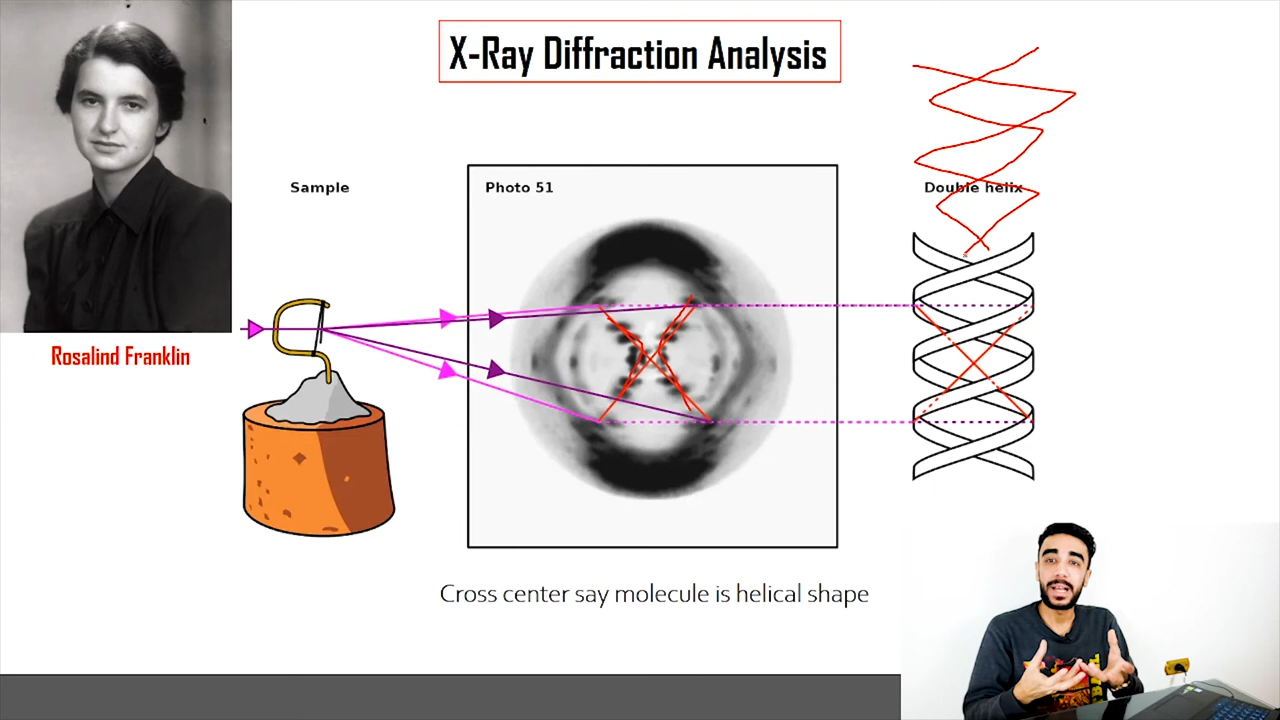 X-Ray Diffraction Analysis
Sample
Photo 51
Double helix
Rosalind Franklin
Cross center say molecule is helical shape